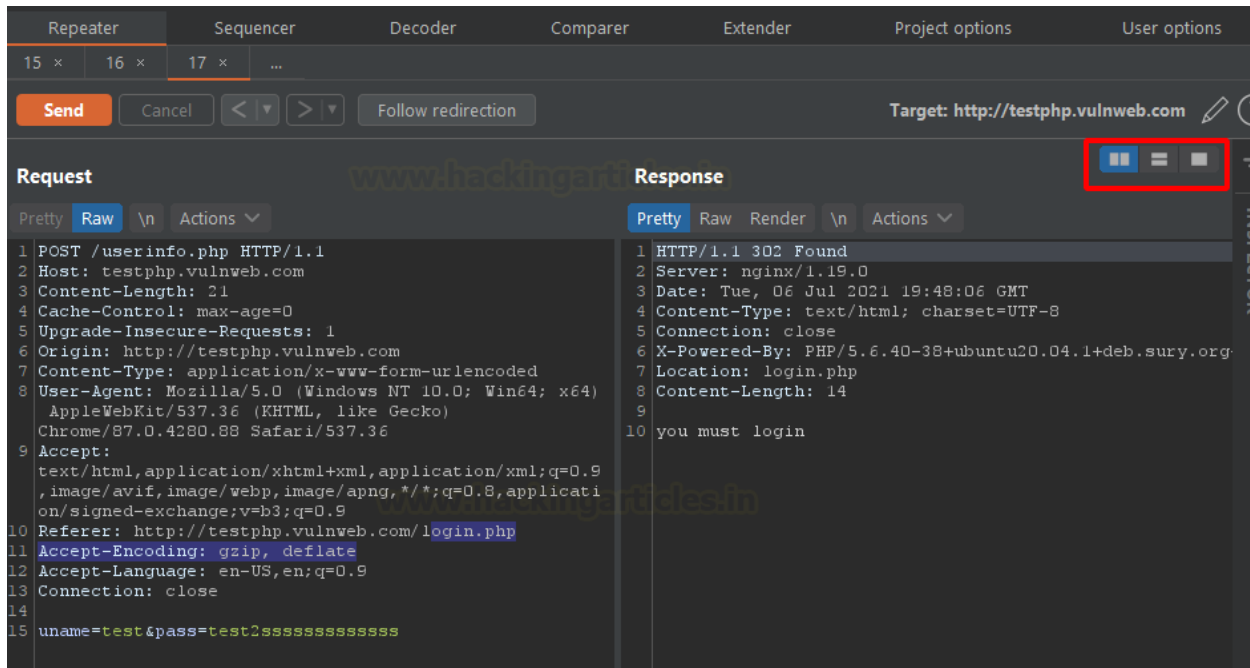 Repeater Sequencer Decoder Comparer Extender Project options User options
15 × 16 × 17 × ...
Send Cancel < > Follow redirection Target: http://testphp.vulnweb.com
www.hackingarticles.in
Request
Pretty Raw \n Actions
1 POST /userinfo.php HTTP/1.1
2 Host: testphp.vulnweb.com
3 Content-Length: 21
4 Cache-Control: max-age=0
5 Upgrade-Insecure-Requests: 1
6 Origin: http://testphp.vulnweb.com
7 Content-Type: application/x-www-form-urlencoded
8 User-Agent: Mozilla/5.0 (Windows NT 10.0; Win64; x64)
AppleWebKit/537.36 (KHTML, like Gecko)
Chrome/87.0.4280.88 Safari/537.36
9 Accept:
text/html,application/xhtml+xml,application/xml;q=0.9
,image/avif,image/webp,image/apng,*/*;q=0.8,applicati
on/signed-exchange;v=b3;q=0.9
10 Referer: http://testphp.vulnweb.com/login.php
11 Accept-Encoding: gzip, deflate
12 Accept-Language: en-US,en;q=0.9
13 Connection: close
14
15 uname=test&pass=test2sssssssssssss
Response
Pretty Raw Render \n Actions
1 HTTP/1.1 302 Found
2 Server: nginx/1.19.0
3 Date: Tue, 06 Jul 2021 19:48:06 GMT
4 Content-Type: text/html; charset=UTF-8
5 Connection: close
6 X-Powered-By: PHP/5.6.40-38+ubuntu20.04.1+deb.sury.org
7 Location: login.php
8 Content-Length: 14
9
10 you must login
www.hackingarticles.in